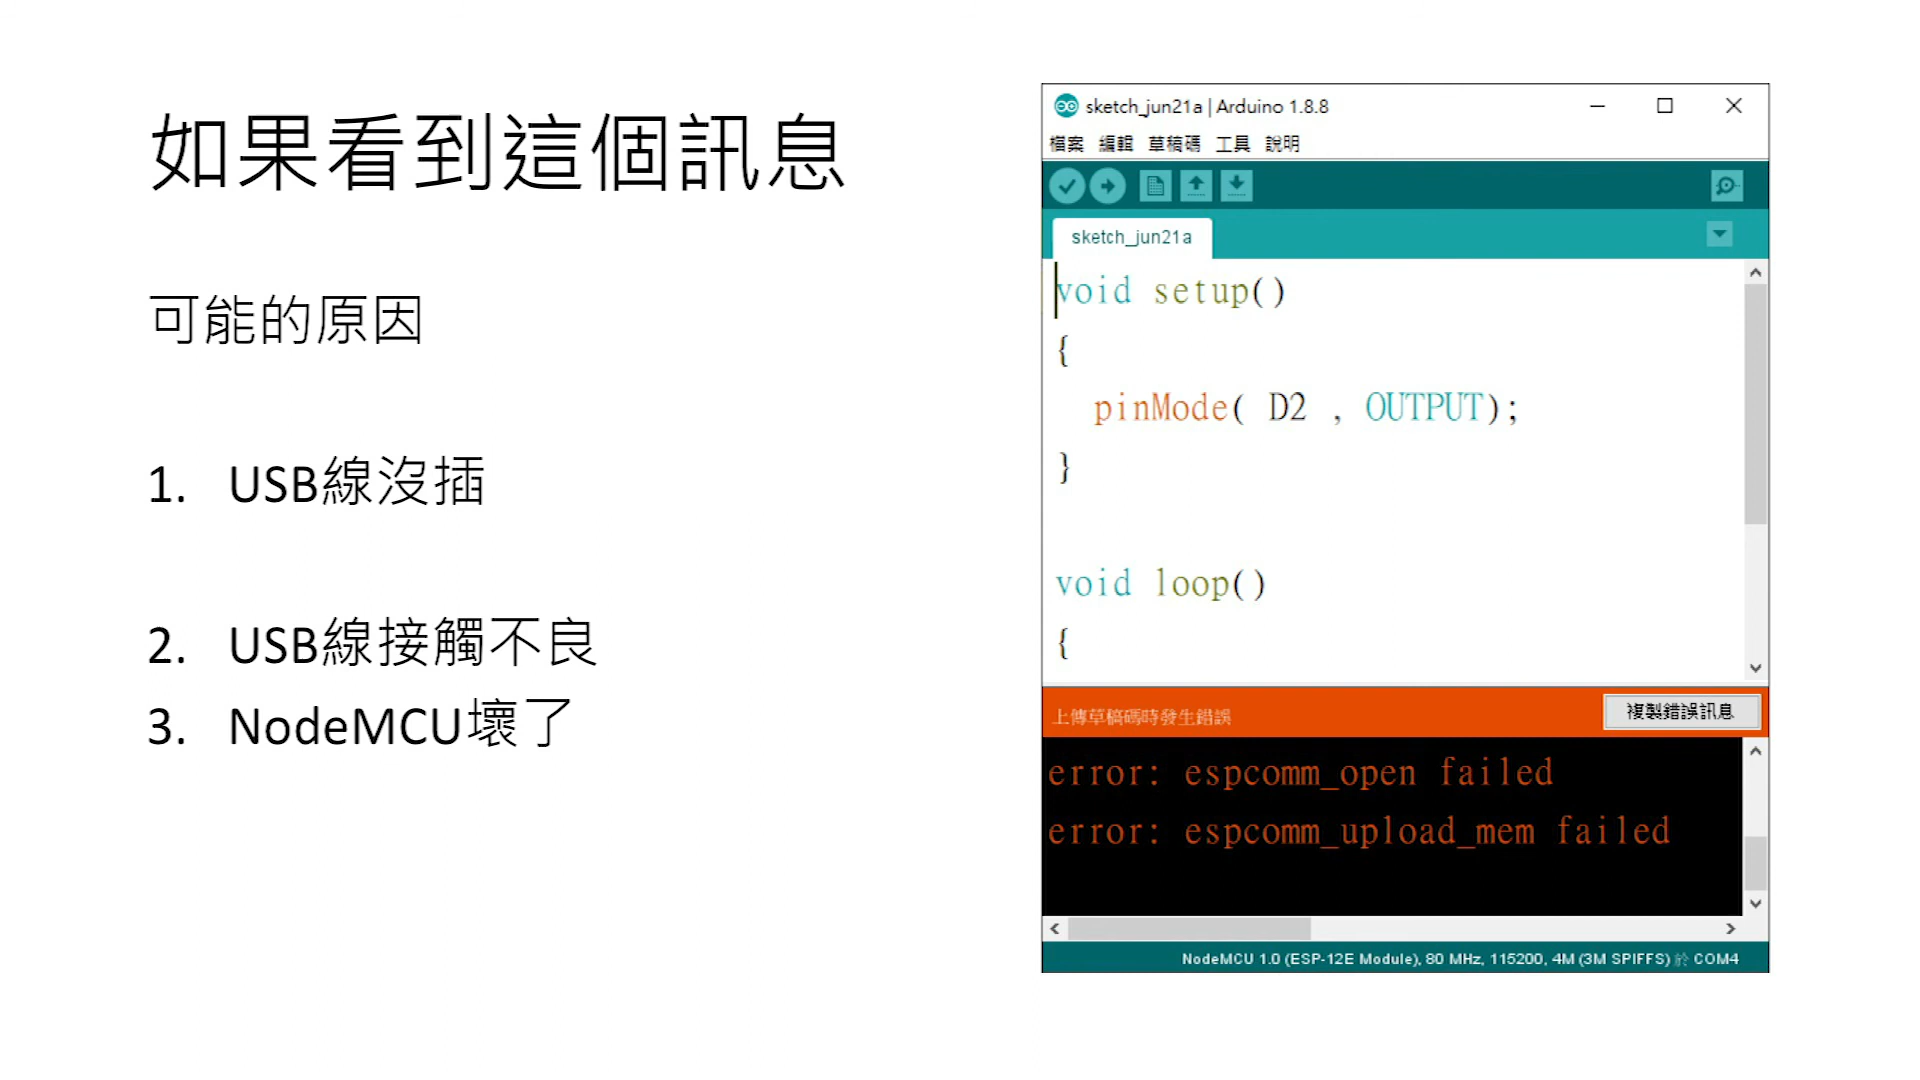 如果看到這個訊息
可能的原因
1. USB線沒插
2. USB線接觸不良
3. NodeMCU壞了
sketch_jun21a | Arduino 1.8.8
檔案 編輯 草稿碼 工具 說明
sketch_jun21a
void setup()
{
pinMode( D2 , OUTPUT);
}
void loop()
{
上傳草稿碼時發生錯誤
複製錯誤訊息
error: espcomm_open failed
error: espcomm_upload_mem failed
NodeMCU 1.0 (ESP-12E Module), 80 MHz, 115200, 4M (3M SPIFFS) 於 COM4